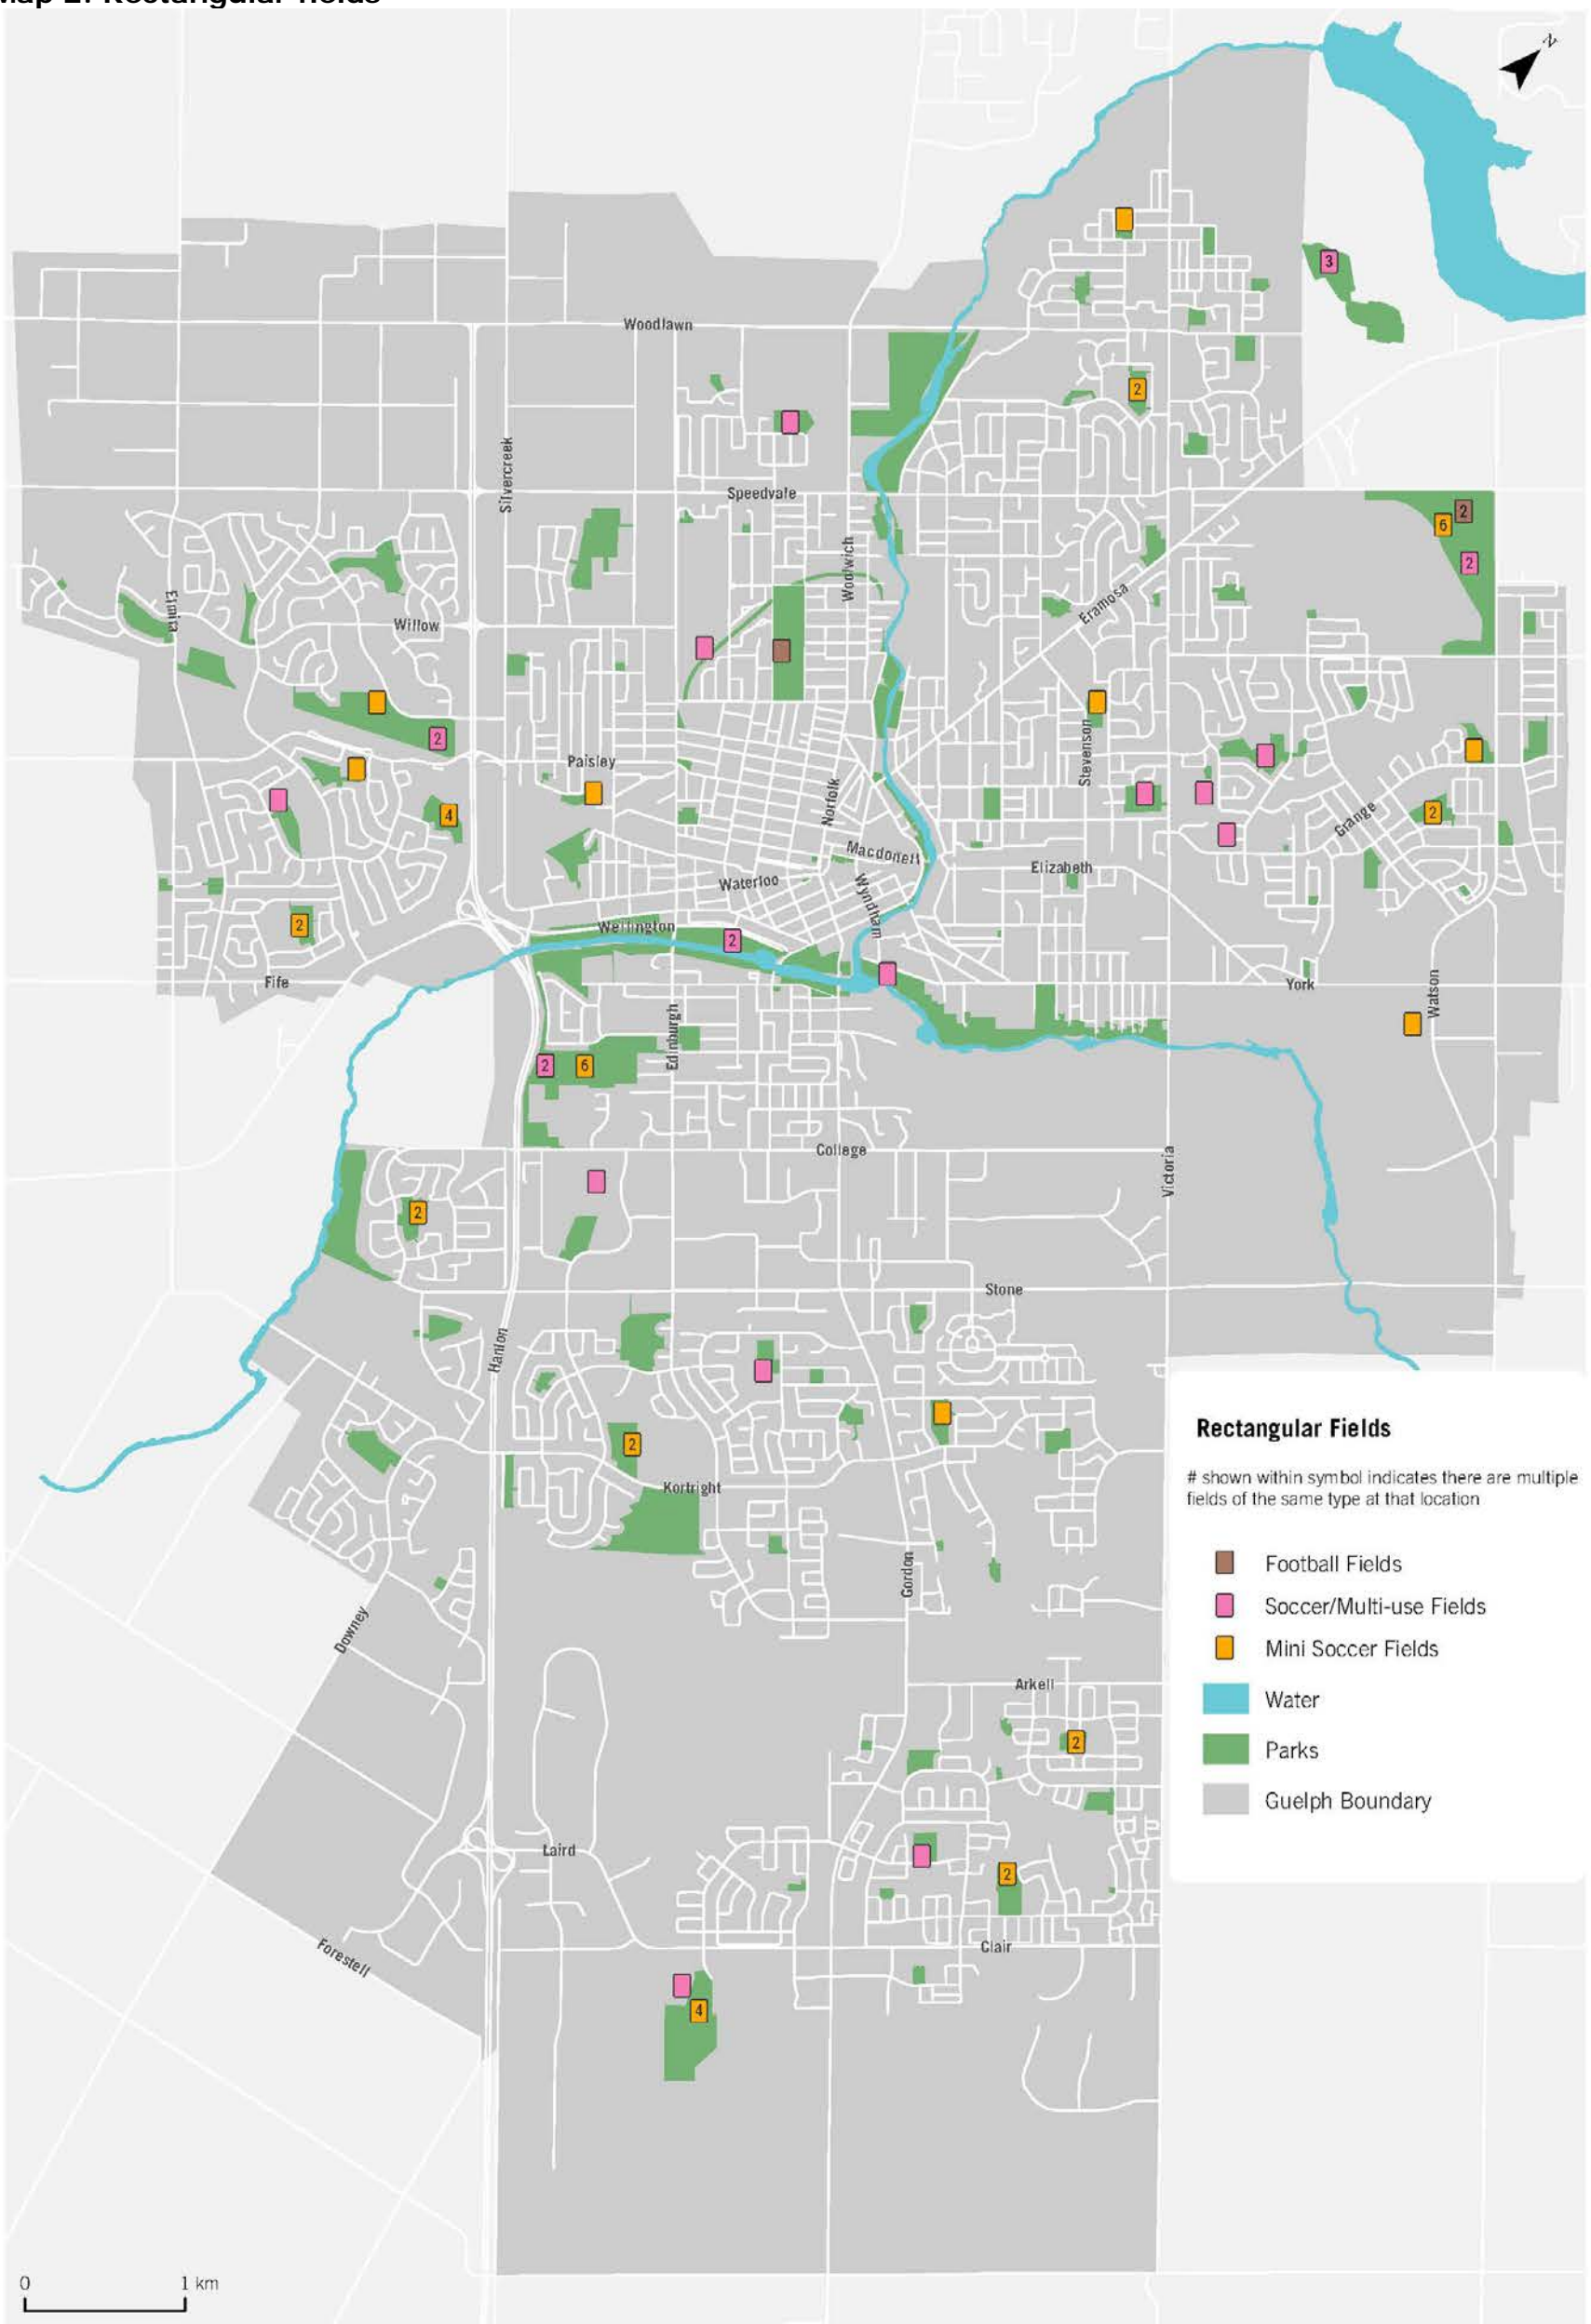 Map 2: Rectangular fields
N
3
Woodlawn
2
Silvercreek
Speedvale
2
6
2
Woolwich
Elmira
Eramosa
Willow
2
Stevenson
Paisley
Norfolk
4
2
Grange
Macdonell
Elizabeth
Waterloo
Wyndham
2
Wellington
2
Fife
York
Watson
Edinburgh
2
6
College
Victoria
2
Stone
Hanlon
2
Kortright
Gordon
Downey
Arkell
2
Laird
2
Clair
Forestell
4
Rectangular Fields
# shown within symbol indicates there are multiple
fields of the same type at that location
Football Fields
Soccer/Multi-use Fields
Mini Soccer Fields
Water
Parks
Guelph Boundary
0
1 km